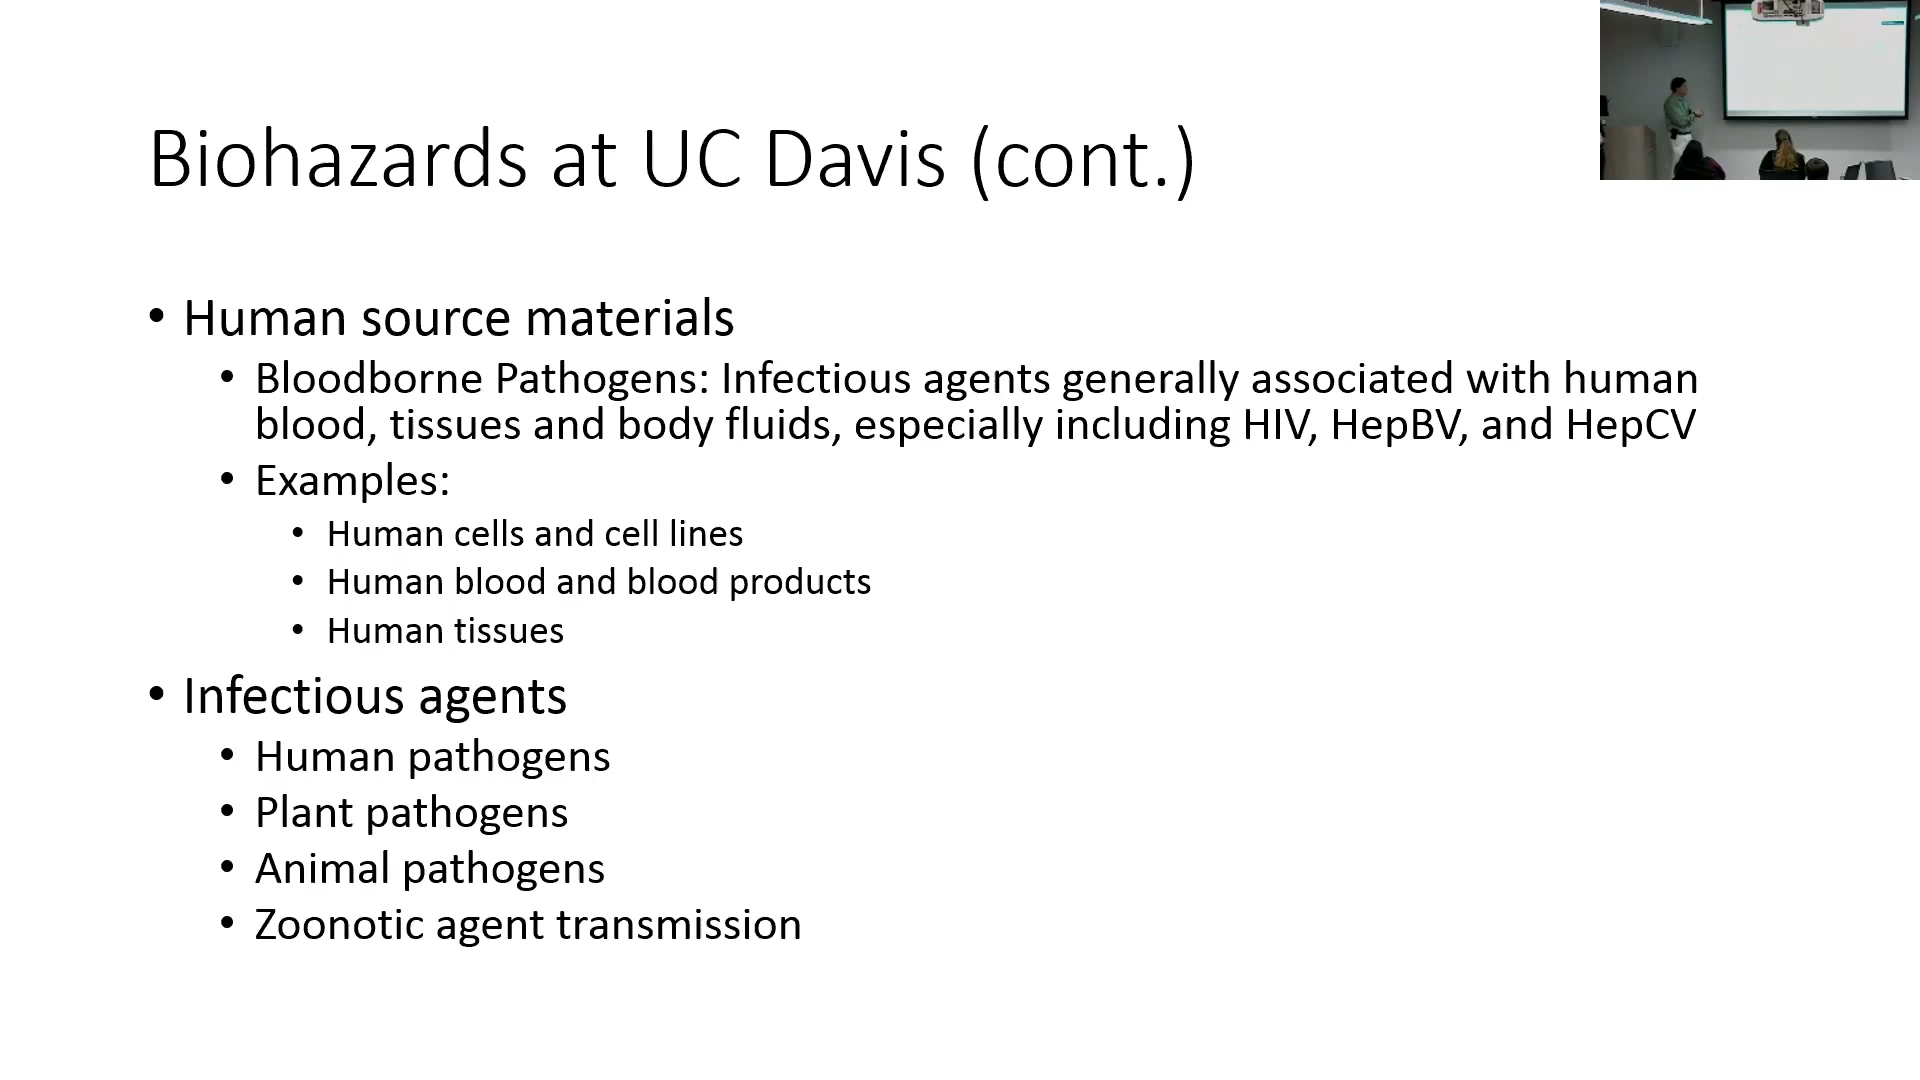 Biohazards at UC Davis (cont.)
• Human source materials
• Bloodborne Pathogens: Infectious agents generally associated with human
blood, tissues and body fluids, especially including HIV, HepBV, and HepCV
• Examples:
• Human cells and cell lines
• Human blood and blood products
• Human tissues
• Infectious agents
• Human pathogens
• Plant pathogens
• Animal pathogens
• Zoonotic agent transmission